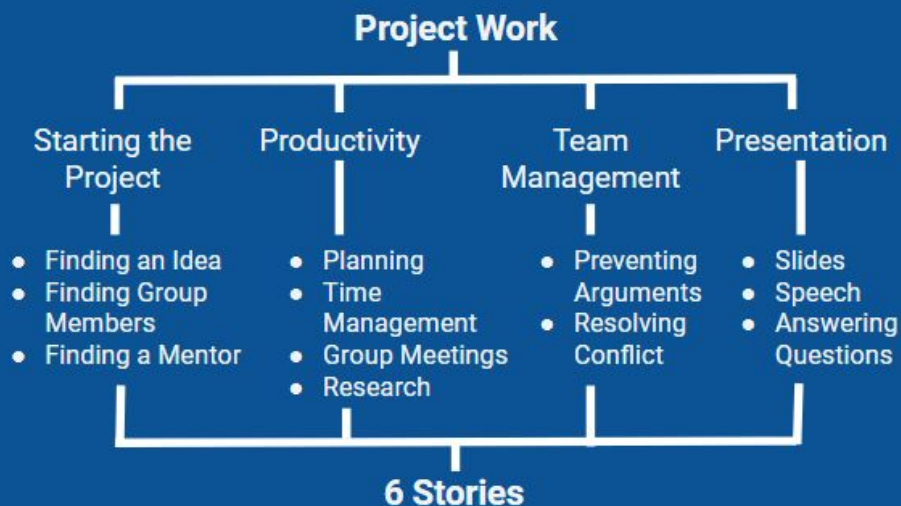 Project Work
Starting the
Project
● Finding an Idea
● Finding Group
Members
● Finding a Mentor
Productivity
● Planning
● Time
Management
● Group Meetings
● Research
Team
Management
● Preventing
Arguments
● Resolving
Conflict
Presentation
● Slides
● Speech
● Answering
Questions
6 Stories